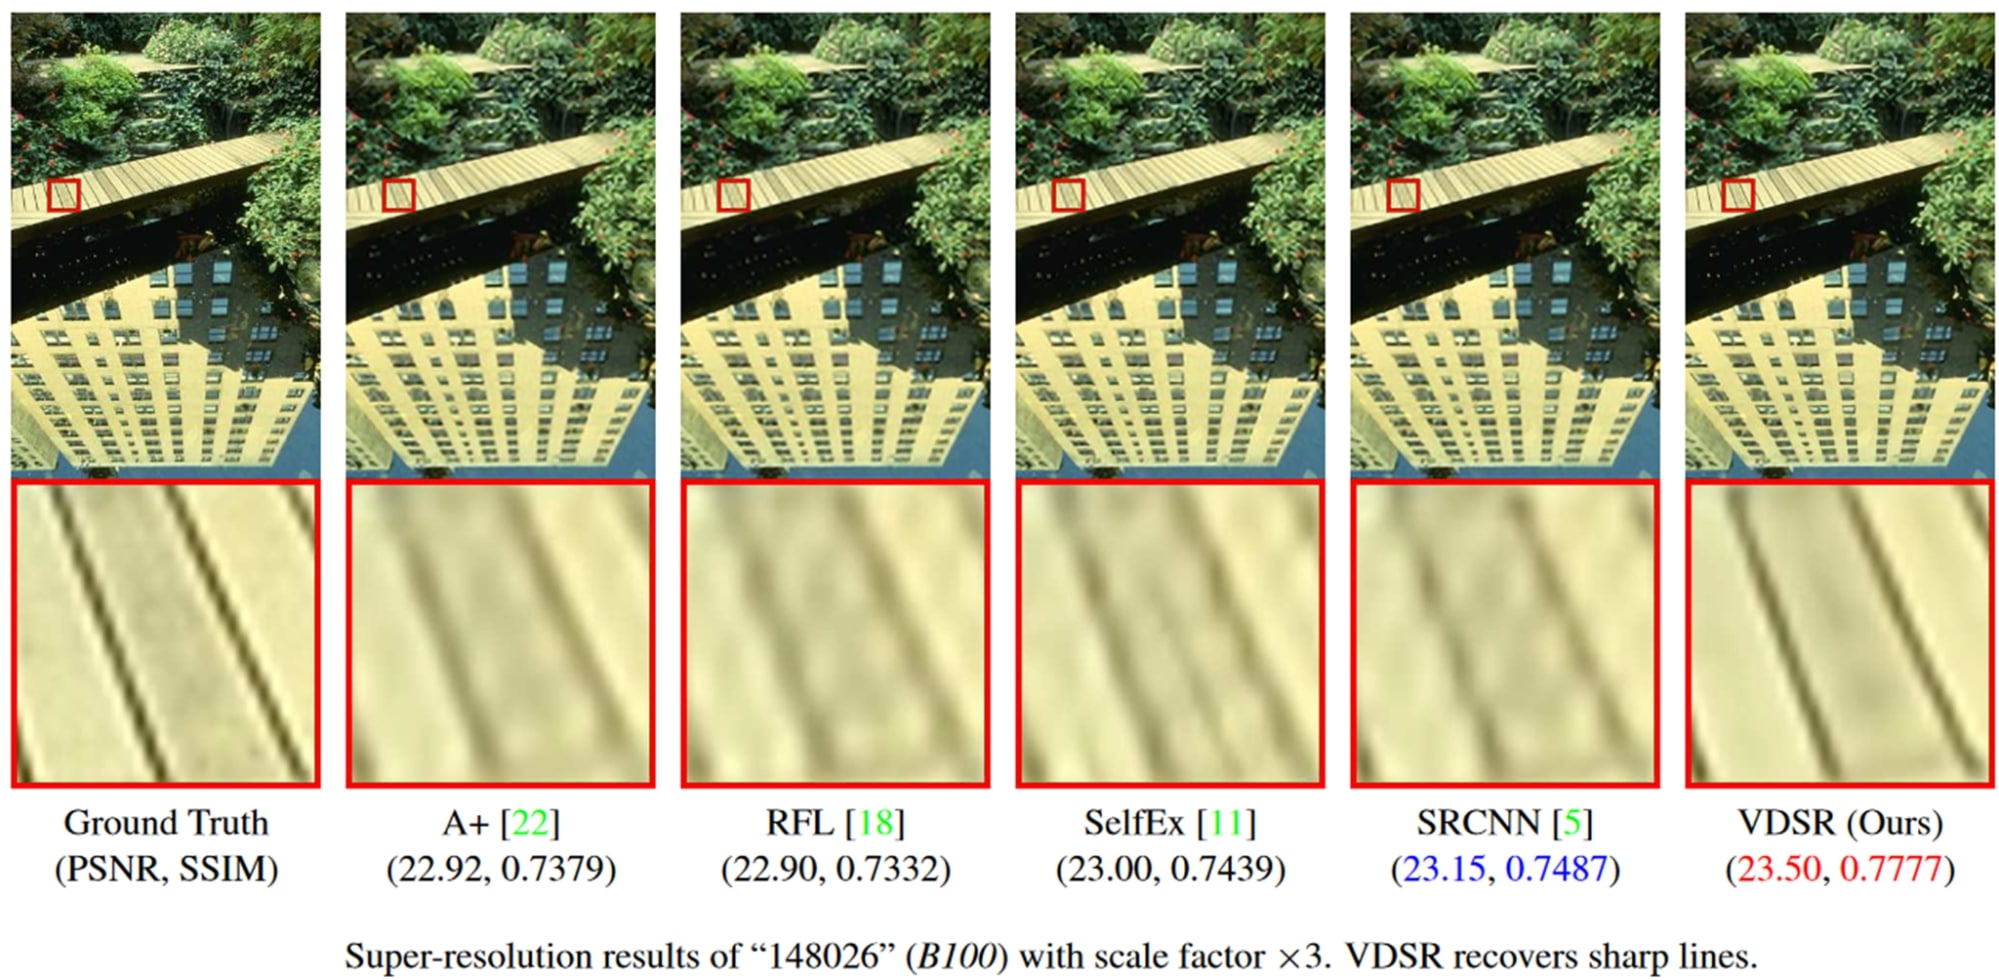 Ground Truth
(PSNR, SSIM)
A+ [22]
(22.92, 0.7379)
RFL [18]
(22.90, 0.7332)
SelfEx [11]
(23.00, 0.7439)
SRCNN [5]
(23.15, 0.7487)
VDSR (Ours)
(23.50, 0.7777)
Super-resolution results of “148026” (B100) with scale factor ×3. VDSR recovers sharp lines.